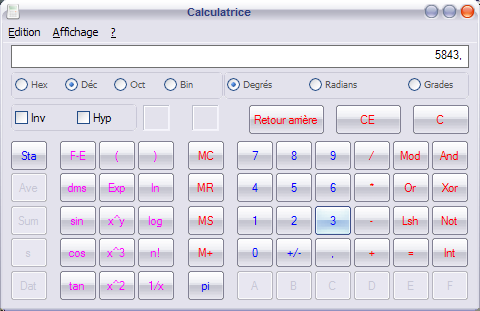 Calculatrice
Edition Affichage ?
5843,
Hex Déc Oct Bin Degrés Radians Grades
Inv Hyp Retour arrière CE C
Sta F-E ( ) MC 7 8 9 / Mod And
Ave dms Exp ln MR 4 5 6 * Or Xor
Sum sin x^y log MS 1 2 3 - Lsh Not
s cos x^3 n! M+ 0 +/- , + = Int
Dat tan x^2 1/x pi A B C D E F